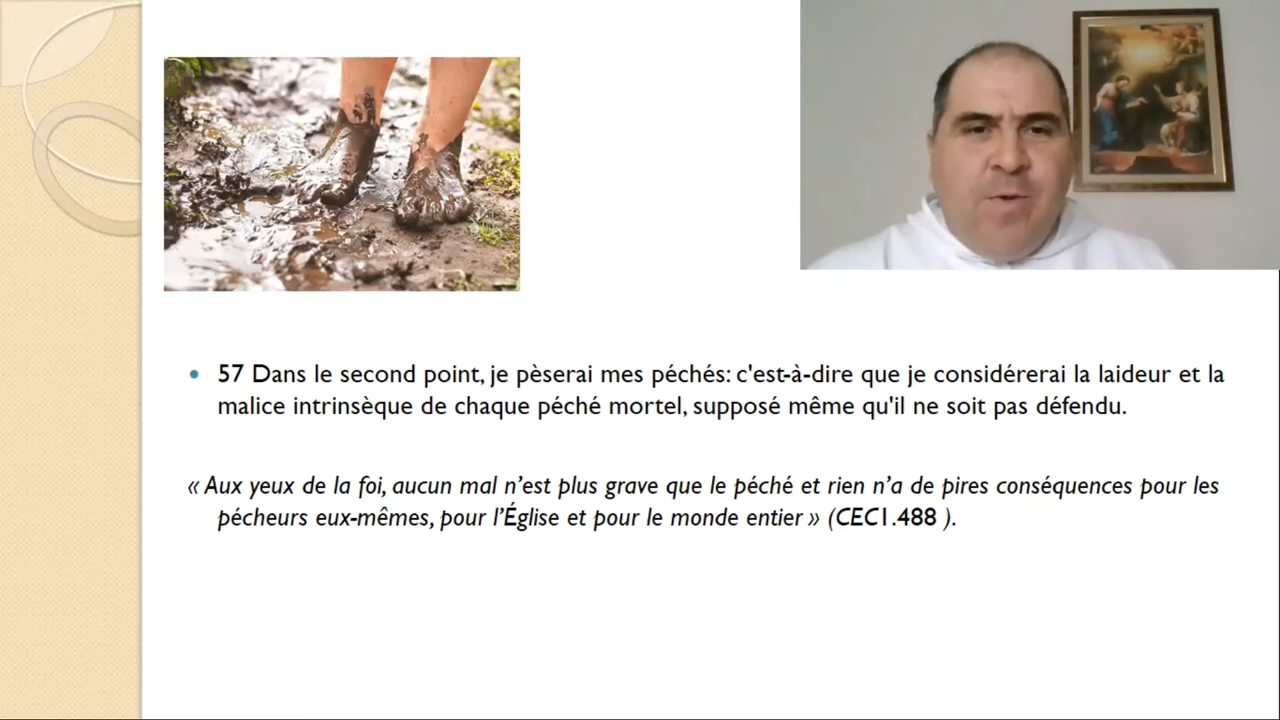 57 Dans le second point, je pèserai mes péchés: c'est-à-dire que je considérerai la laideur et la
malice intrinsèque de chaque péché mortel, supposé même qu'il ne soit pas défendu.
« Aux yeux de la foi, aucun mal n’est plus grave que le péché et rien n’a de pires conséquences pour les
pécheurs eux-mêmes, pour l’Église et pour le monde entier » (CEC1.488 ).